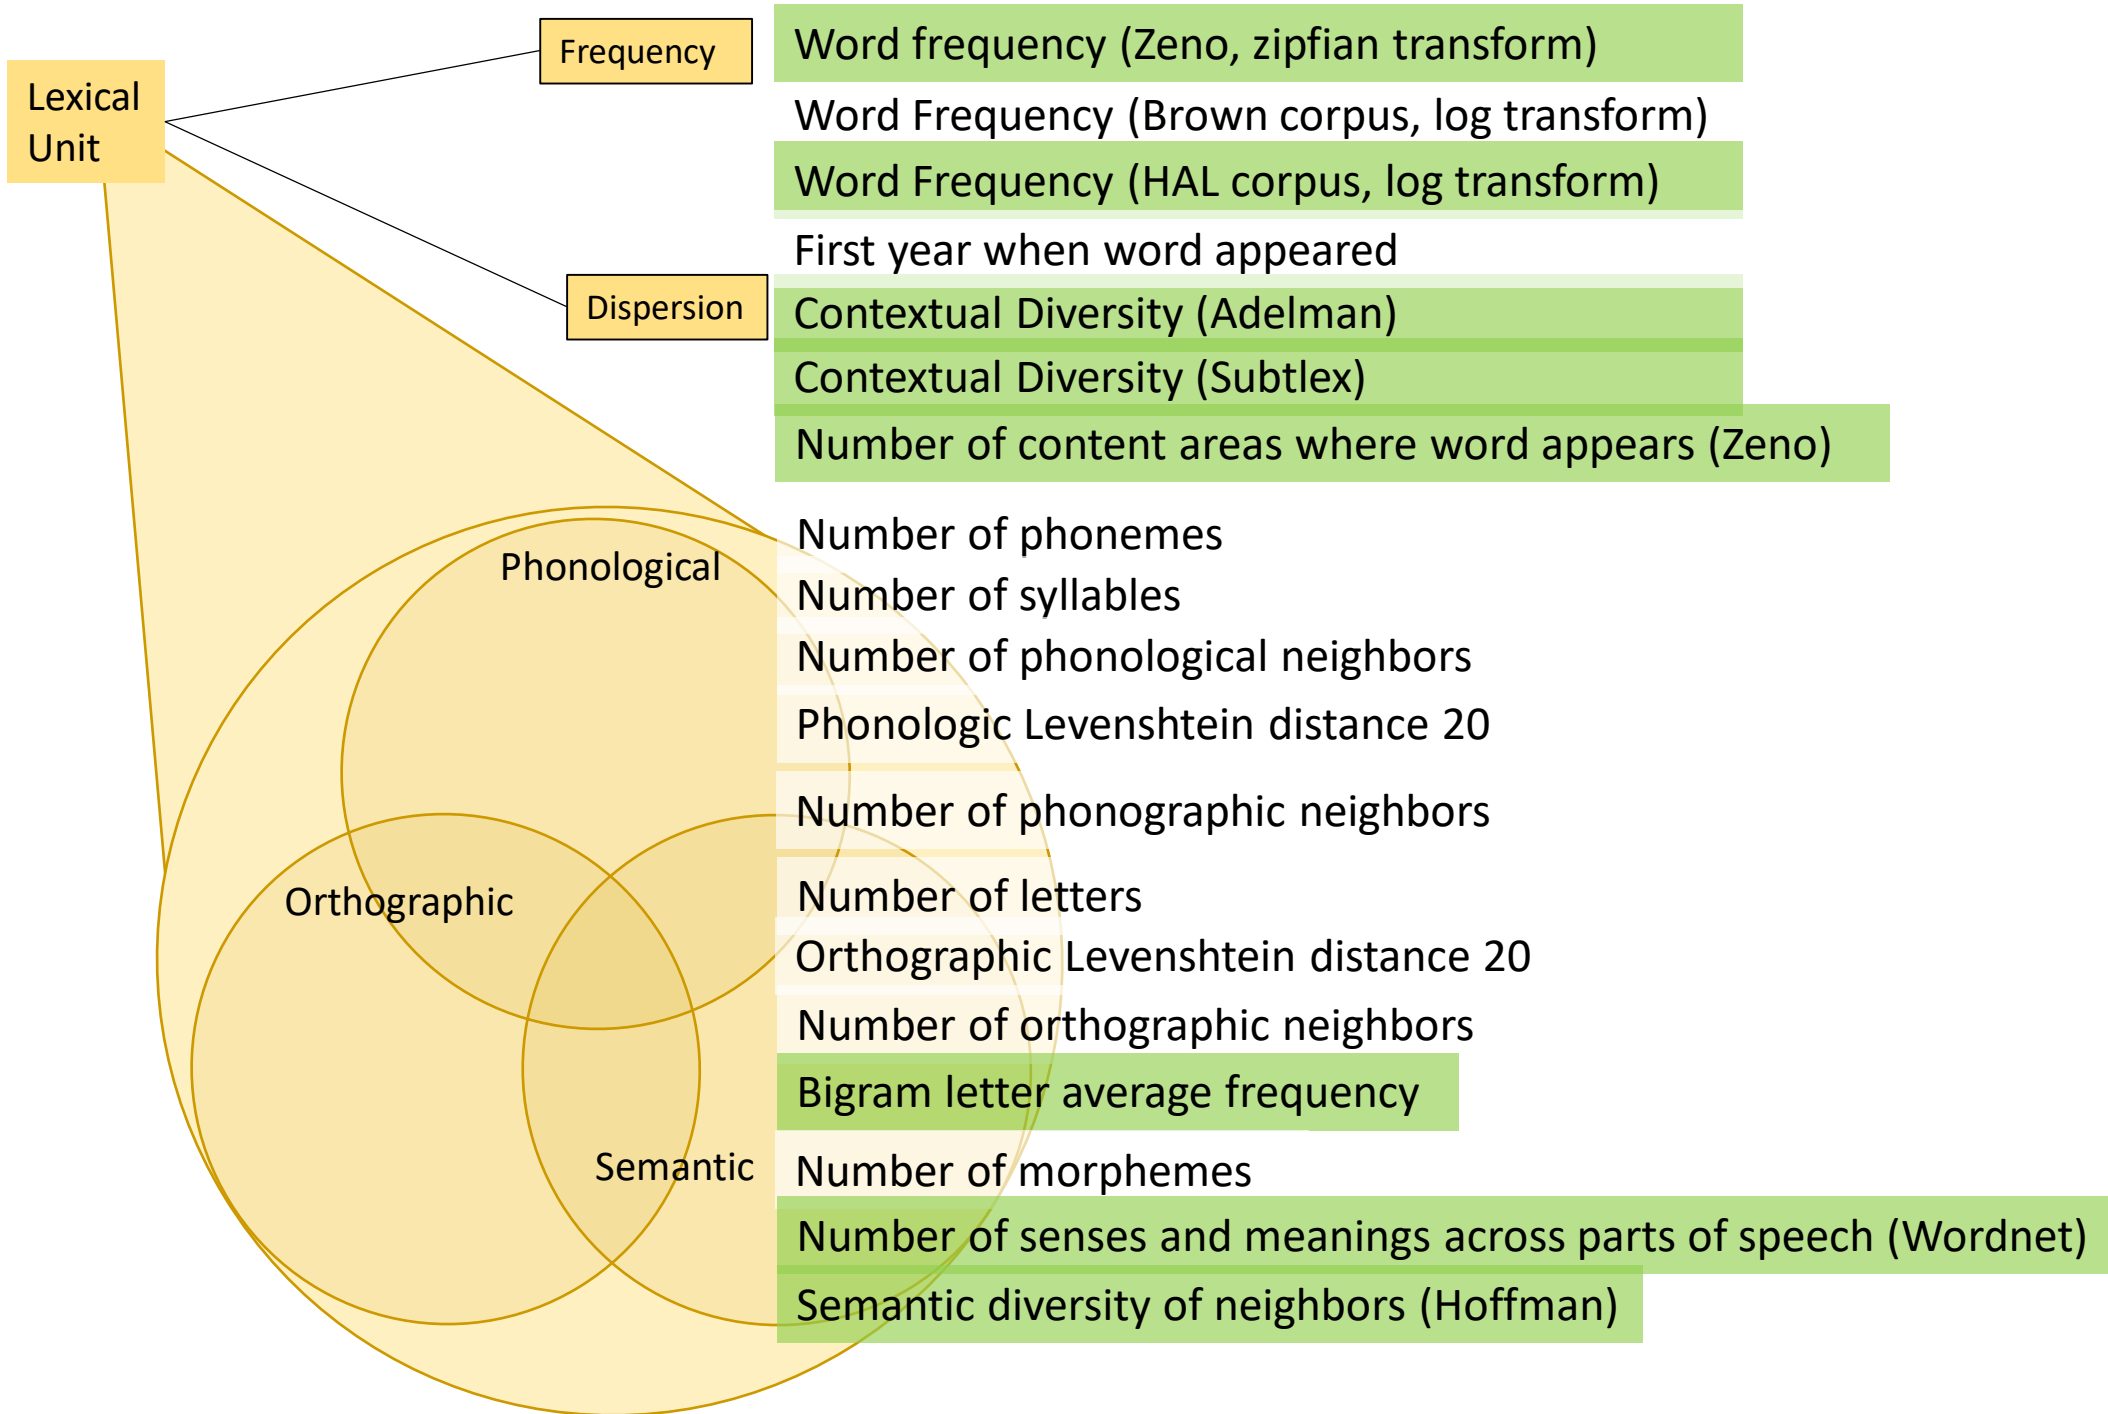 Lexical
Unit
Frequency
Word frequency (Zeno, zipfian transform)
Word Frequency (Brown corpus, log transform)
Word Frequency (HAL corpus, log transform)
First year when word appeared
Dispersion
Contextual Diversity (Adelman)
Contextual Diversity (Subtlex)
Number of content areas where word appears (Zeno)
Phonological
Number of phonemes
Number of syllables
Number of phonological neighbors
Phonologic Levenshtein distance 20
Number of phonographic neighbors
Orthographic
Number of letters
Orthographic Levenshtein distance 20
Number of orthographic neighbors
Bigram letter average frequency
Semantic
Number of morphemes
Number of senses and meanings across parts of speech (Wordnet)
Semantic diversity of neighbors (Hoffman)